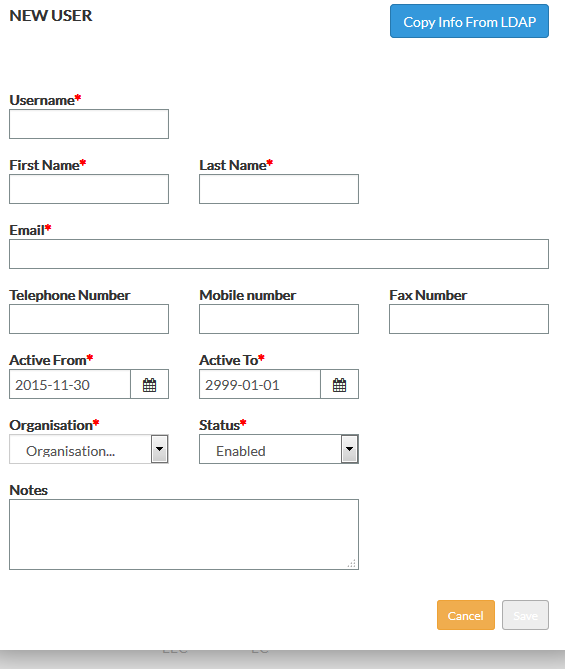 NEW USER
Copy Info From LDAP
Username*
First Name* Last Name*
Email*
Telephone Number Mobile number Fax Number
Active From* Active To*
2015-11-30 2999-01-01
Organisation* Status*
Organisation... Enabled
Notes
Cancel Save